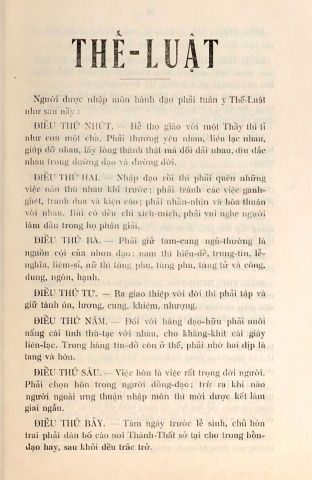 THẾ-LUẬT
Người được nhập môn hành đạo phải tuân y Thế-Luật
như sau nầy :
ĐIỀU THỨ NHỨT. — Hễ thọ giáo với một Thầy thì tỉ
như con một cha. Phải thương yêu nhau, liên lạc nhau,
giúp đỡ nhau, lấy lòng thành thật mà đối đãi nhau, dìu dắc
nhau trong đường đạo và đường đời.
ĐIỀU THỨ HAI. — Nhập đạo rồi thì phải quên những
việc oán thù nhau khi trước ; phải tránh các việc ganh-
ghét, tranh đua và kiện cáo ; phải nhẫn-nhịn và hòa thuận
với nhau. Rủi có đều chi xích-mích, phải vui nghe người
làm đầu trong họ phân giải.
ĐIỀU THỨ BA. — Phải giữ tam-cang ngũ-thường là
nguồn cội của nhơn đạo; nam thì hiếu-đễ, trung-tín, lễ-
nghĩa, liêm-sỉ, nữ thì tùng phụ, tùng phu, tùng tử và công,
dung, ngôn, hạnh.
ĐIỀU THỨ TƯ. — Ra giao thiệp với đời thì phải tập và
giữ tánh ôn, lương, cung, khiêm, nhượng.
ĐIỀU THỨ NĂM. — Đối với hàng đạo-hữu phải nuôi
nấng cái tình thù-tạc với nhau, cho khắng-khít cái giây
liên-lạc. Trong hàng tín-đồ còn ở thế, phải nhờ hai dịp là
tang và hôn.
ĐIỀU THỨ SÁU. — Việc hôn là việc rất trọng đời người.
Phải chọn hôn trong người đồng-đạo ; trừ ra khi nào
người ngoài ưng thuận nhập môn thì mới được kết làm
giai ngẫu.
ĐIỀU THỨ BẢY. — Tám ngày trước lễ sính, chủ hôn
trai phải dán bố cáo nơi Thánh-Thất sở tại cho trong bổn-
đạo hay, sau khỏi đều trắc trở.